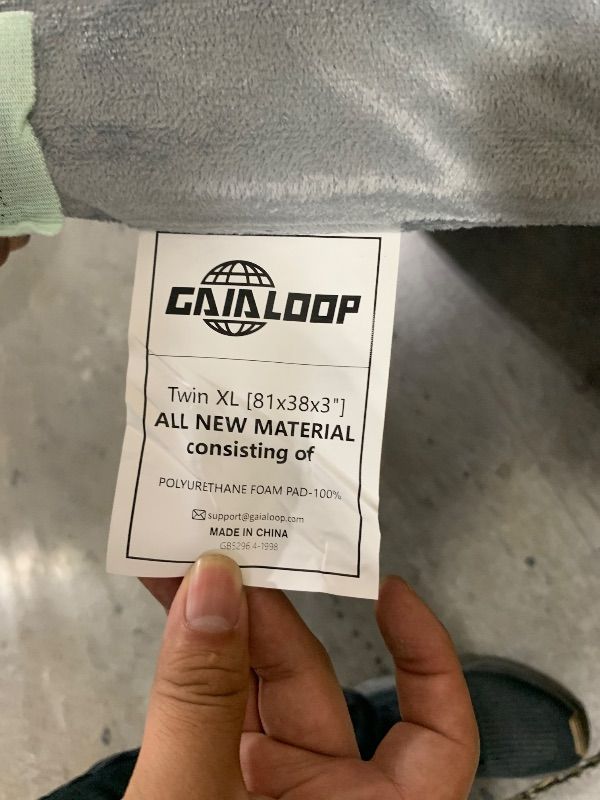 GAIALOOP
Twin XL [81x38x3"]
ALL NEW MATERIAL
consisting of
POLYURETHANE FOAM PAD-100%
support@gaialoop.com
MADE IN CHINA
GB5296.4-1998